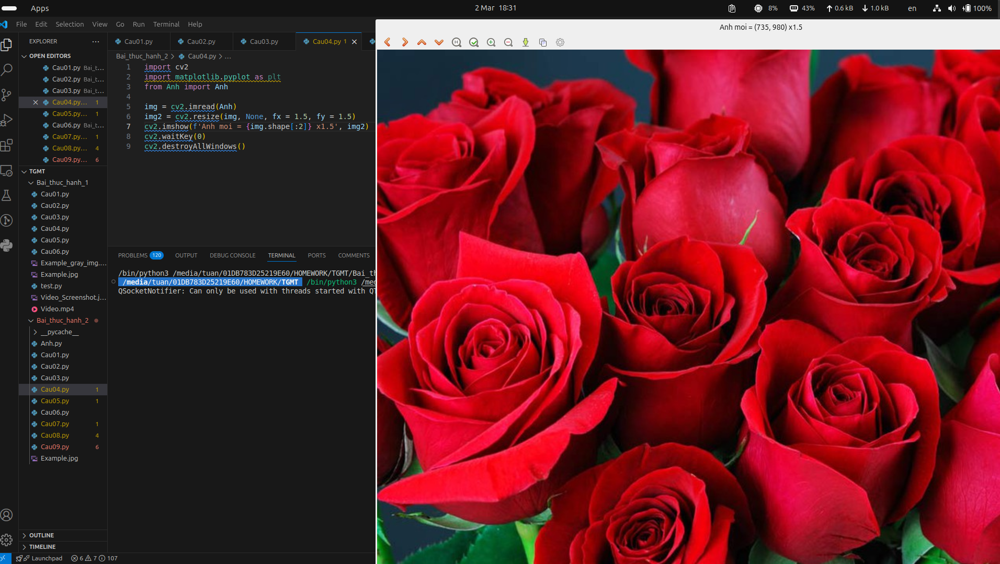 Apps
2 Mar 18:31
8%
43%
0.6 kB
1.0 kB
en
100%
File Edit Selection View Go Run Terminal Help
Anh moi = (735, 980) x1.5
EXPLORER
OPEN EDITORS
Cau01.py Bai_t...
Cau02.py Bai_t...
Cau03.py Bai_t...
Cau04.py... 1
Cau05.py... 1
Cau06.py Bai_t...
Cau07.py... 1
Cau08.py... 4
Cau09.py... 6
TGMT
Bai_thuc_hanh_1
Cau01.py
Cau02.py
Cau03.py
Cau04.py
Cau05.py
Cau06.py
Example_gray_img....
Example.jpg
test.py
Video_Screenshot.j...
Video.mp4
Bai_thuc_hanh_2
__pycache__
Anh.py
Cau01.py
Cau02.py
Cau03.py
Cau04.py 1
Cau05.py 1
Cau06.py
Cau07.py 1
Cau08.py 4
Cau09.py 6
Example.jpg
OUTLINE
TIMELINE
Cau01.py Cau02.py Cau03.py Cau04.py 1
Bai_thuc_hanh_2 > Cau04.py > ...
1 import cv2
2 import matplotlib.pyplot as plt
3 from Anh import Anh
4
5 img = cv2.imread(Anh)
6 img2 = cv2.resize(img, None, fx = 1.5, fy = 1.5)
7 cv2.imshow(f'Anh moi = {img.shape[:2]} x1.5', img2)
8 cv2.waitKey(0)
9 cv2.destroyAllWindows()
PROBLEMS 120 OUTPUT DEBUG CONSOLE TERMINAL PORTS COMMENTS
/bin/python3 /media/tuan/01DB783D25219E60/HOMEWORK/TGMT/Bai_th
/media/tuan/01DB783D25219E60/HOMEWORK/TGMT /bin/python3 /med
QSocketNotifier: Can only be used with threads started with QT
Launchpad 6 7 107